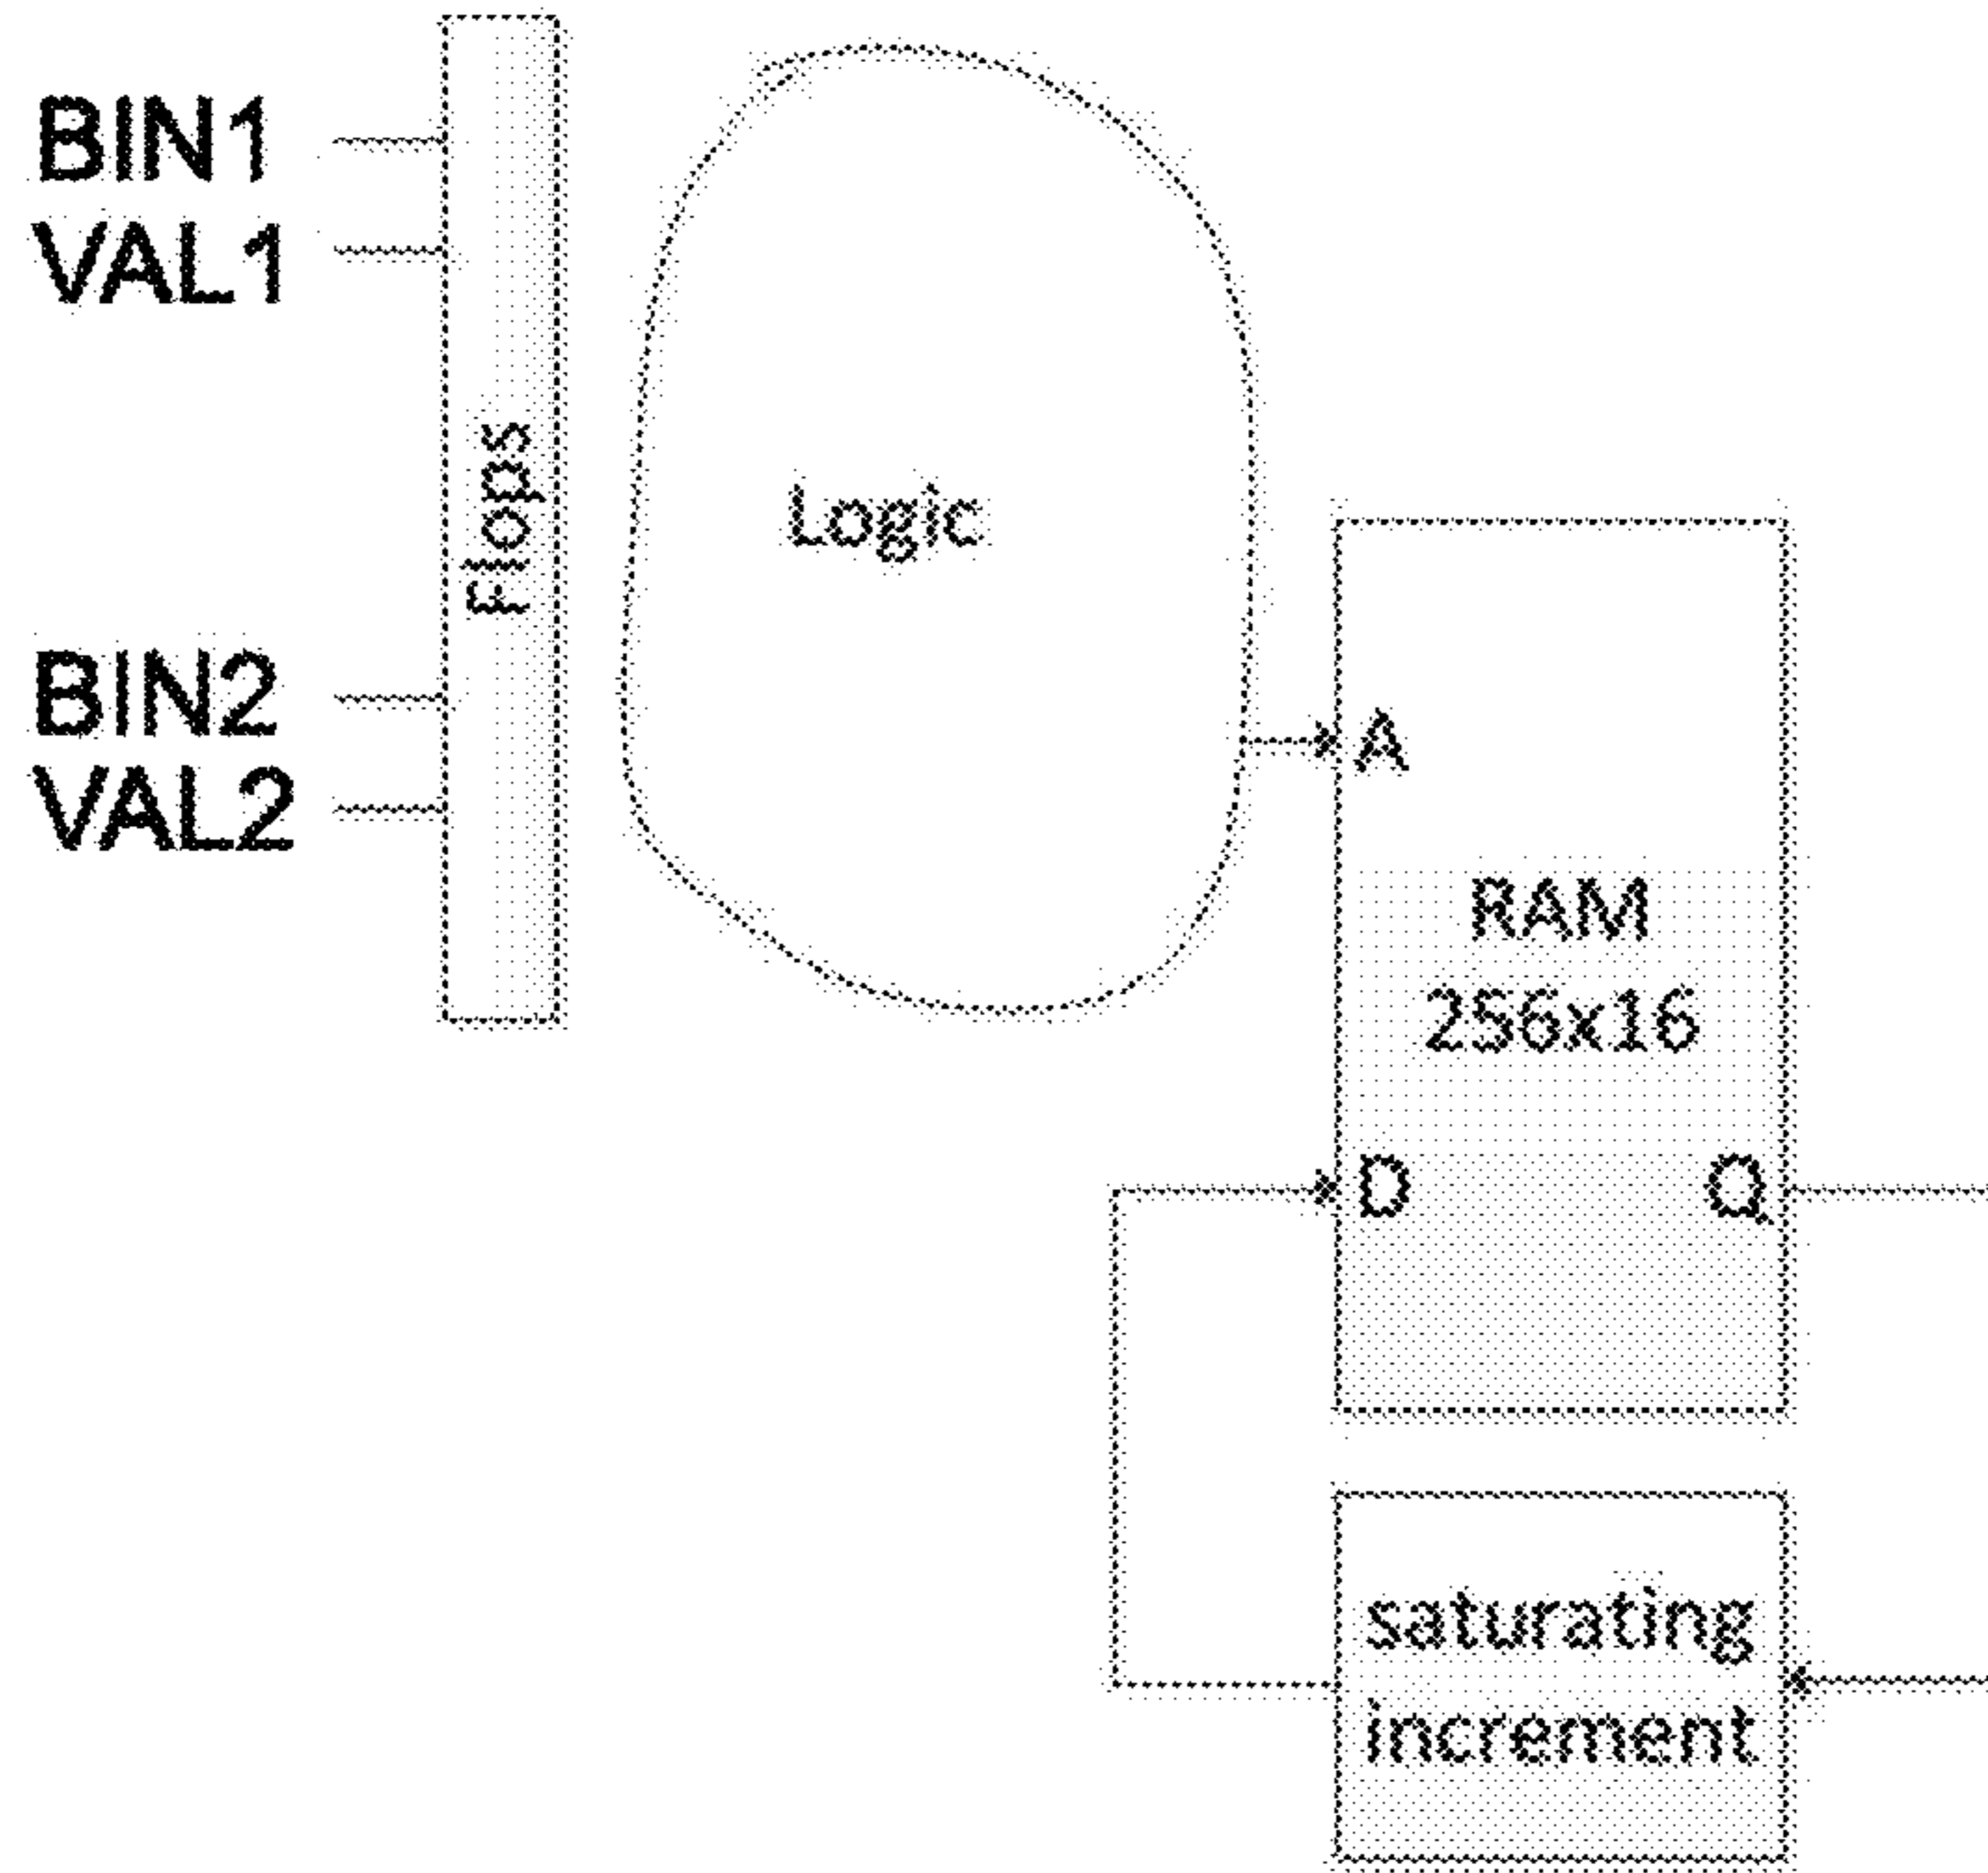 BIN1
VAL1
Flops
Logic
BIN2
VAL2
A
RAM
256x16
D
Q
saturating
increment